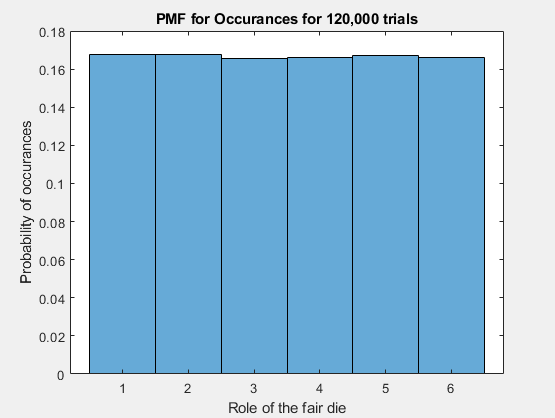 PMF for Occurances for 120,000 trials
0.18
0.16
0.14
0.12
0.1
0.08
0.06
0.04
0.02
0
Probability of occurances
1 2 3 4 5 6
Role of the fair die